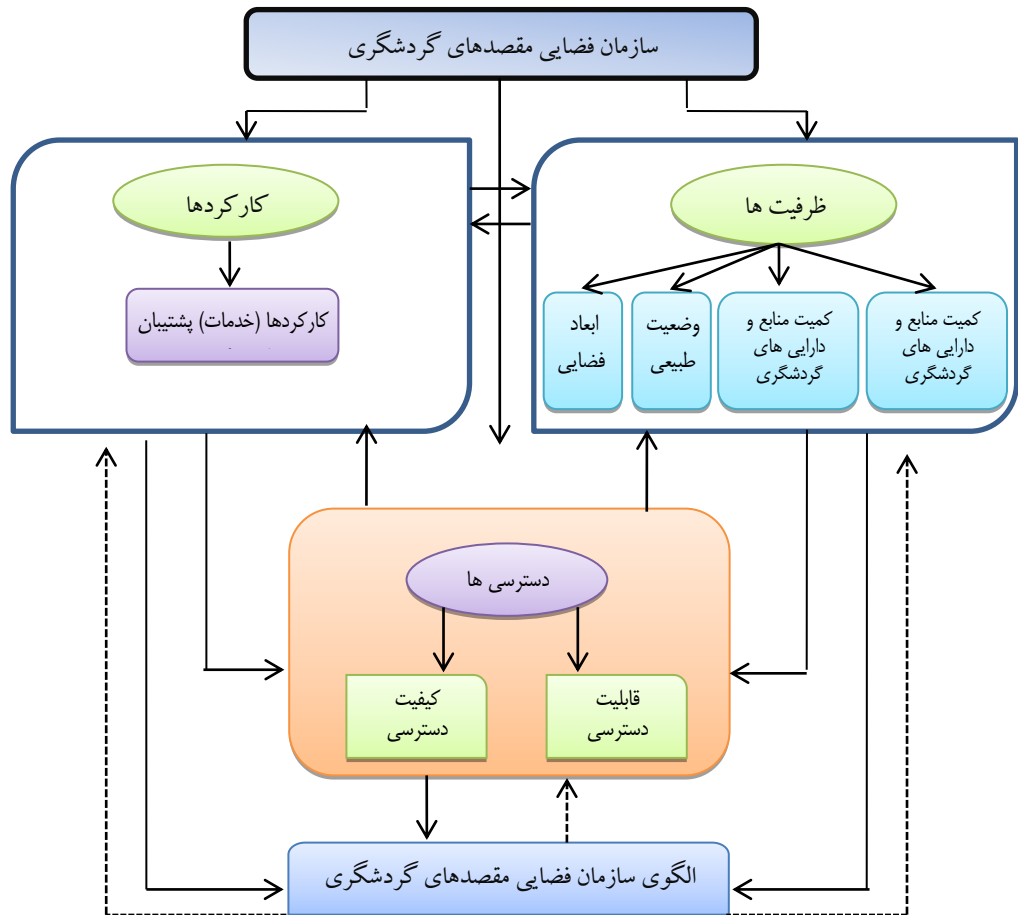 سازمان فضایی مقصدهای گردشگری
ظرفیت ها
کمیت منابع و
دارایی های
گردشگری
کمیت منابع و
دارایی های
گردشگری
وضعیت
طبیعی
ابعاد
فضایی
کارکردها
کارکردها (خدمات) پشتیبان
دسترسی ها
قابلیت
دسترسی
کیفیت
دسترسی
الگوی سازمان فضایی مقصدهای گردشگری